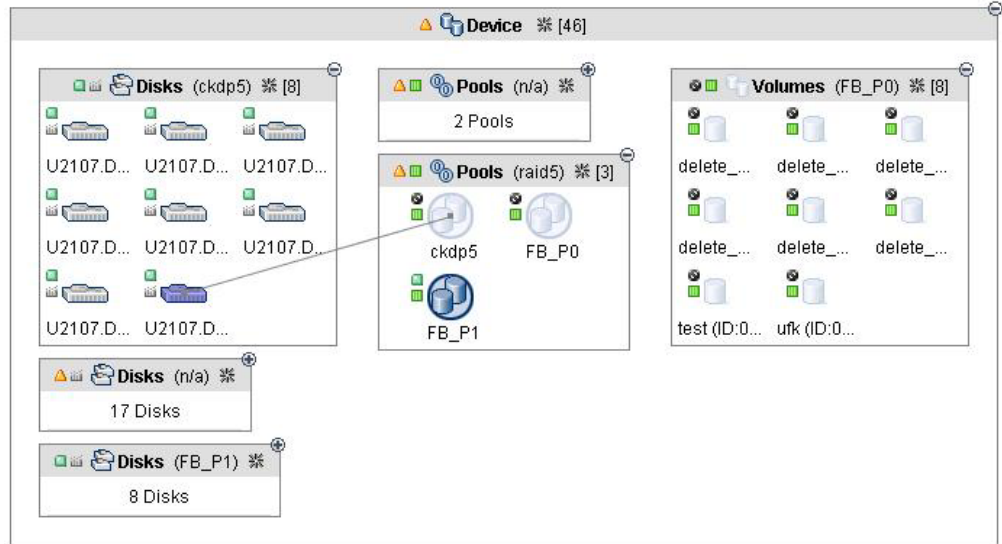 Device [46]
Disks (ckdp5) [8]
U2107.D... U2107.D... U2107.D...
U2107.D... U2107.D... U2107.D...
U2107.D... U2107.D...
Disks (n/a)
17 Disks
Disks (FB_P1)
8 Disks
Pools (n/a)
2 Pools
Pools (raid5) [3]
ckdp5 FB_P0
FB_P1
Volumes (FB_P0) [8]
delete_... delete_... delete_...
delete_... delete_... delete_...
test (ID:0... ufk (ID:0...